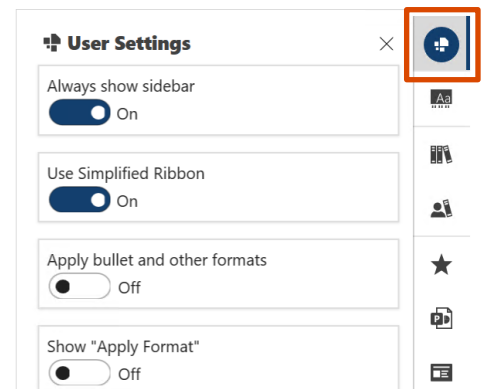 User Settings
Always show sidebar
On
Aa
Use Simplified Ribbon
On
Apply bullet and other formats
Off
Show "Apply Format"
Off